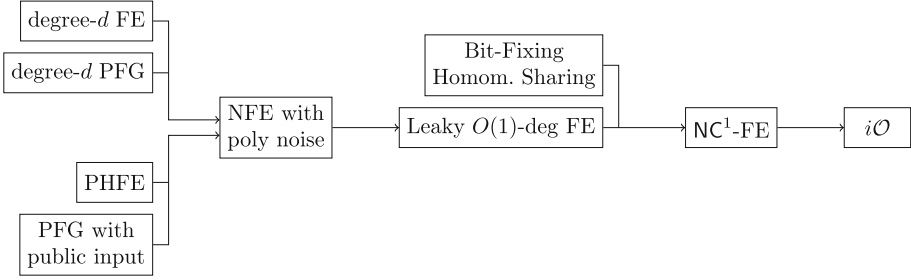 degree-d FE
degree-d PFG
PHFE
PFG with
public input
NFE with
poly noise
Bit-Fixing
Homom. Sharing
Leaky O(1)-deg FE
NC¹-FE
iO